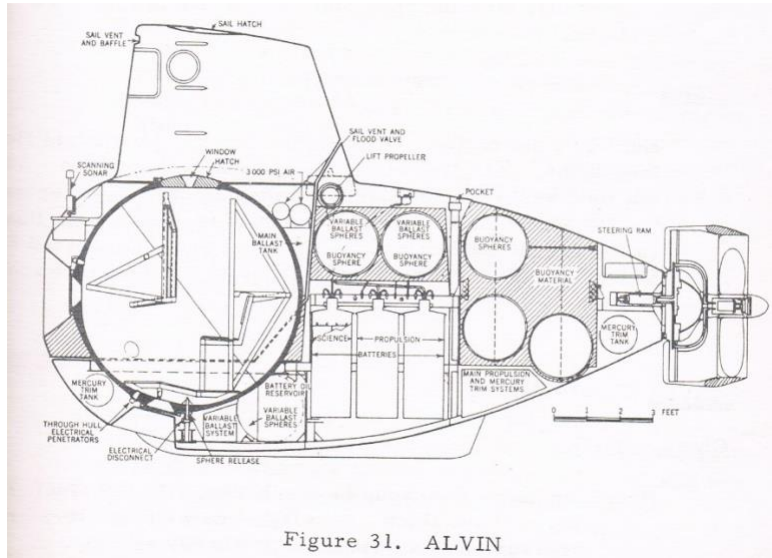 SAIL HATCH
SAIL VENT
AND BAFFLE
SAIL VENT AND
FLOOD VALVE
WINDOW
HATCH
3000 PSI AIR
LIFT PROPELLER
SCANNING
SONAR
POCKET
MAIN
BALLAST
TANK
VARIABLE
BALLAST
SPHERES
BUOYANCY
SPHERE
VARIABLE
BALLAST
SPHERES
BUOYANCY
SPHERE
BUOYANCY
SPHERES
BUOYANCY
MATERIAL
STEERING RAM
MERCURY
TRIM
TANK
SCIENCE
PROPULSION
BATTERIES
MERCURY
TRIM
TANK
BATTERY OIL
RESERVOIR
MAIN PROPULSION
AND MERCURY
TRIM SYSTEMS
THROUGH HULL
ELECTRICAL
PENETRATORS
VARIABLE
BALLAST
SYSTEM
VARIABLE
BALLAST
SPHERES
ELECTRICAL
DISCONNECT
SPHERE RELEASE
0 1 2 3 FEET
Figure 31. ALVIN